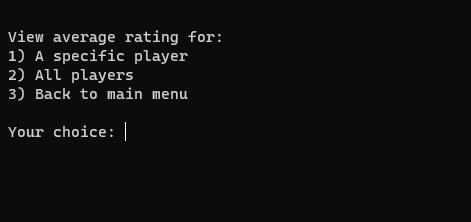 View average rating for:
1) A specific player
2) All players
3) Back to main menu
Your choice: